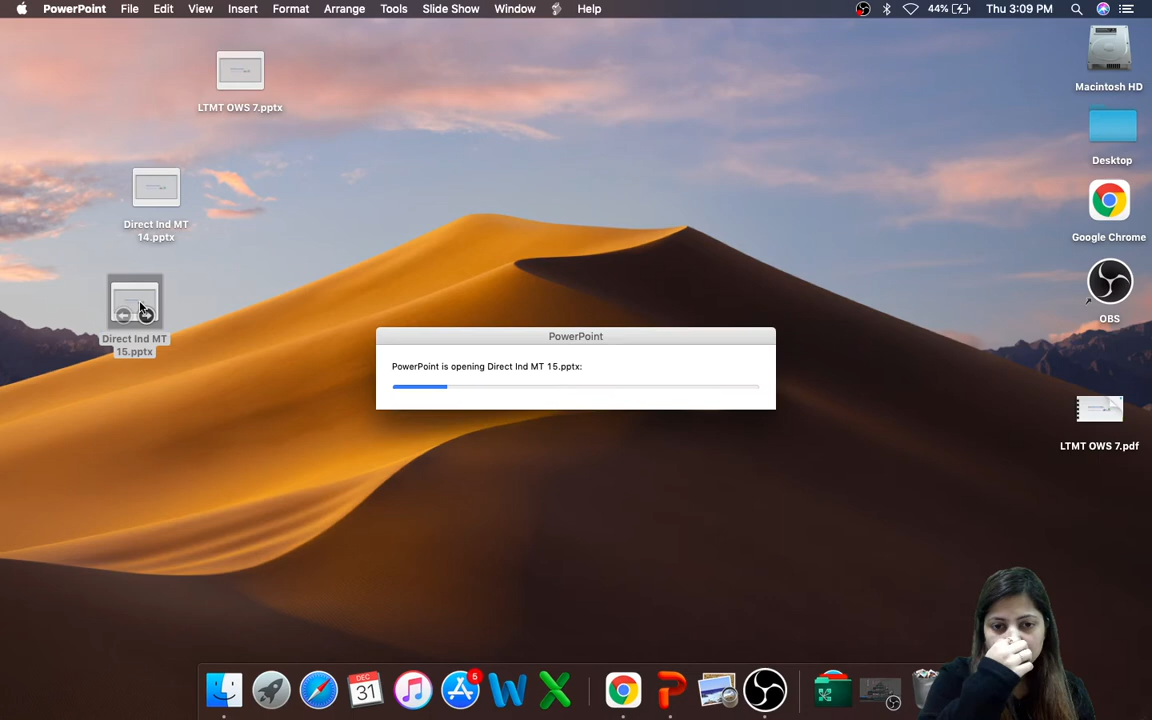 PowerPoint File Edit View Insert Format Arrange Tools Slide Show Window Help 44% Thu 3:09 PM
LTMT OWS 7.pptx
Direct Ind MT
14.pptx
Direct Ind MT
15.pptx
PowerPoint
PowerPoint is opening Direct Ind MT 15.pptx:
Macintosh HD
Desktop
Google Chrome
OBS
LTMT OWS 7.pdf
DEC
31
5